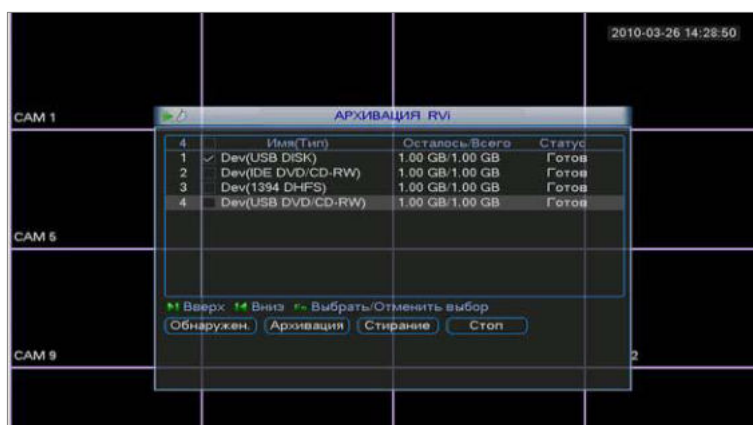 2010-03-26 14:28:50
CAM 1
АРХИВАЦИЯ RVi
4 Имя(Тип) Осталось/Всего Статус
1 Dev(USB DISK) 1.00 GB/1.00 GB Готов
2 Dev(IDE DVD/CD-RW) 1.00 GB/1.00 GB Готов
3 Dev(1394 DHFS) 1.00 GB/1.00 GB Готов
4 Dev(USB DVD/CD-RW) 1.00 GB/1.00 GB Готов
CAM 5
Вверх Вниз Fn Выбрать/Отменить выбор
Обнаружен. Архивация Стирание Стоп
CAM 9
2